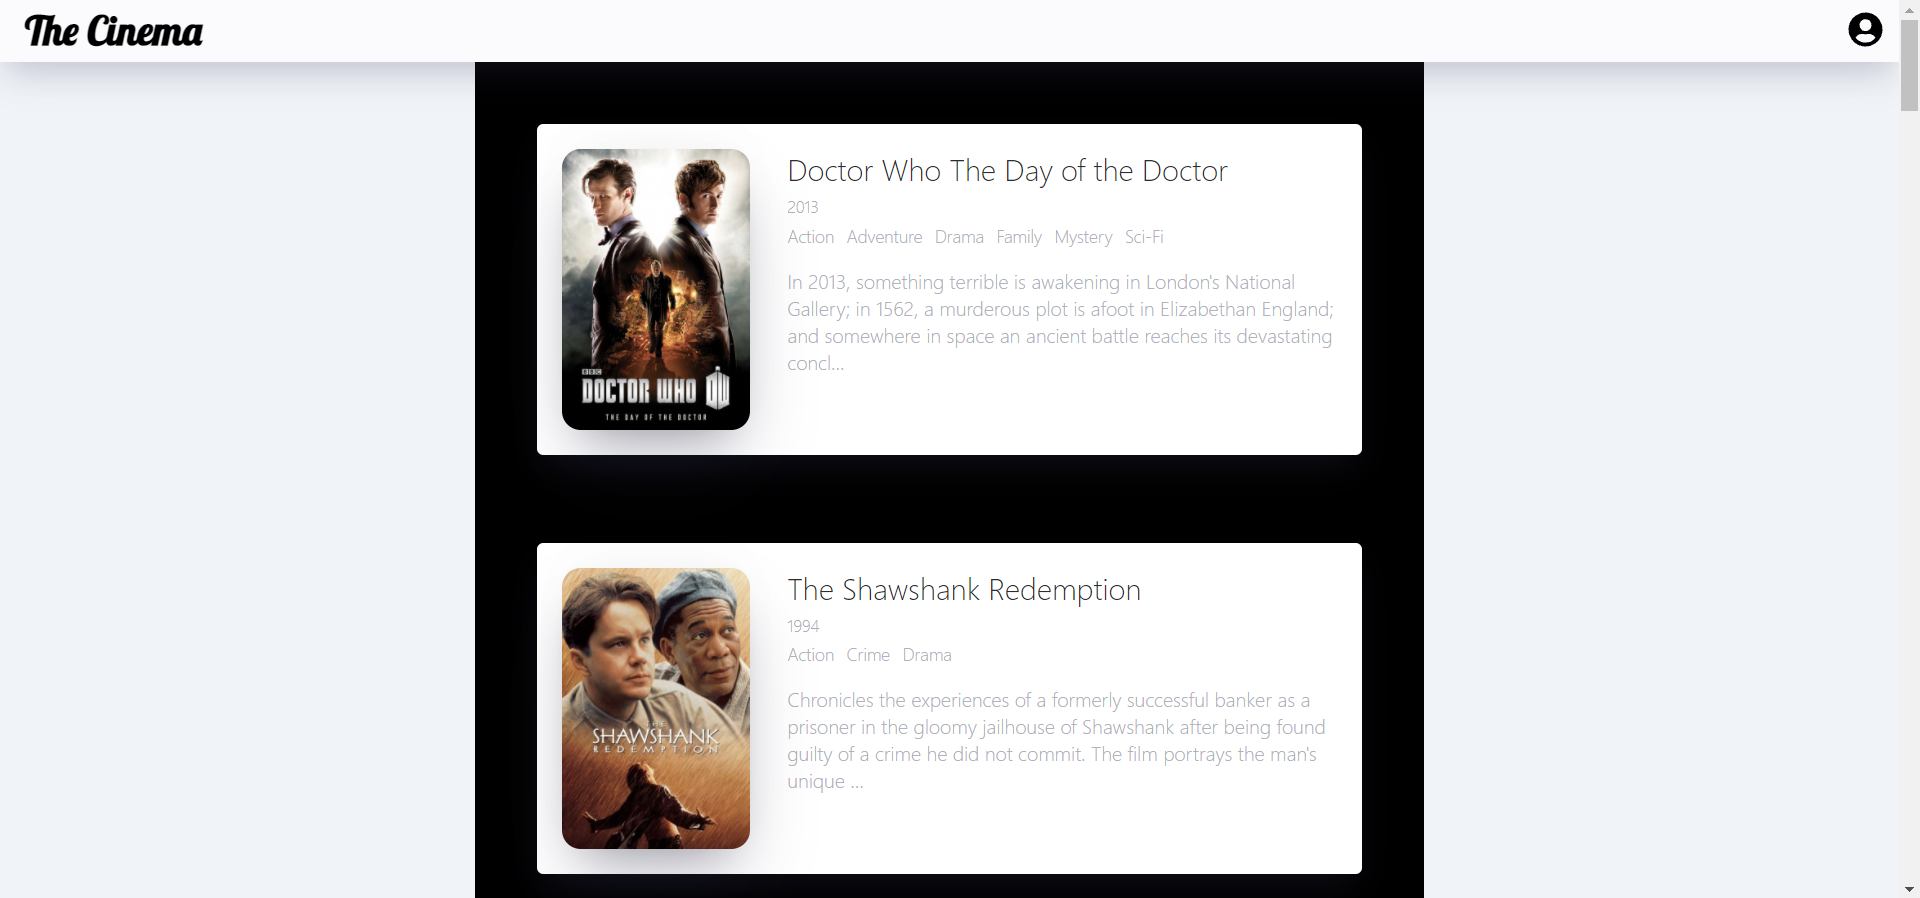 The Cinema
Doctor Who The Day of the Doctor
2013
Action Adventure Drama Family Mystery Sci-Fi
In 2013, something terrible is awakening in London's National
Gallery; in 1562, a murderous plot is afoot in Elizabethan England;
and somewhere in space an ancient battle reaches its devastating
concl...
BBC
DOCTOR WHO DW
THE DAY OF THE DOCTOR
The Shawshank Redemption
1994
Action Crime Drama
Chronicles the experiences of a formerly successful banker as a
prisoner in the gloomy jailhouse of Shawshank after being found
guilty of a crime he did not commit. The film portrays the man's
unique ...
THE
SHAWSHANK
REDEMPTION